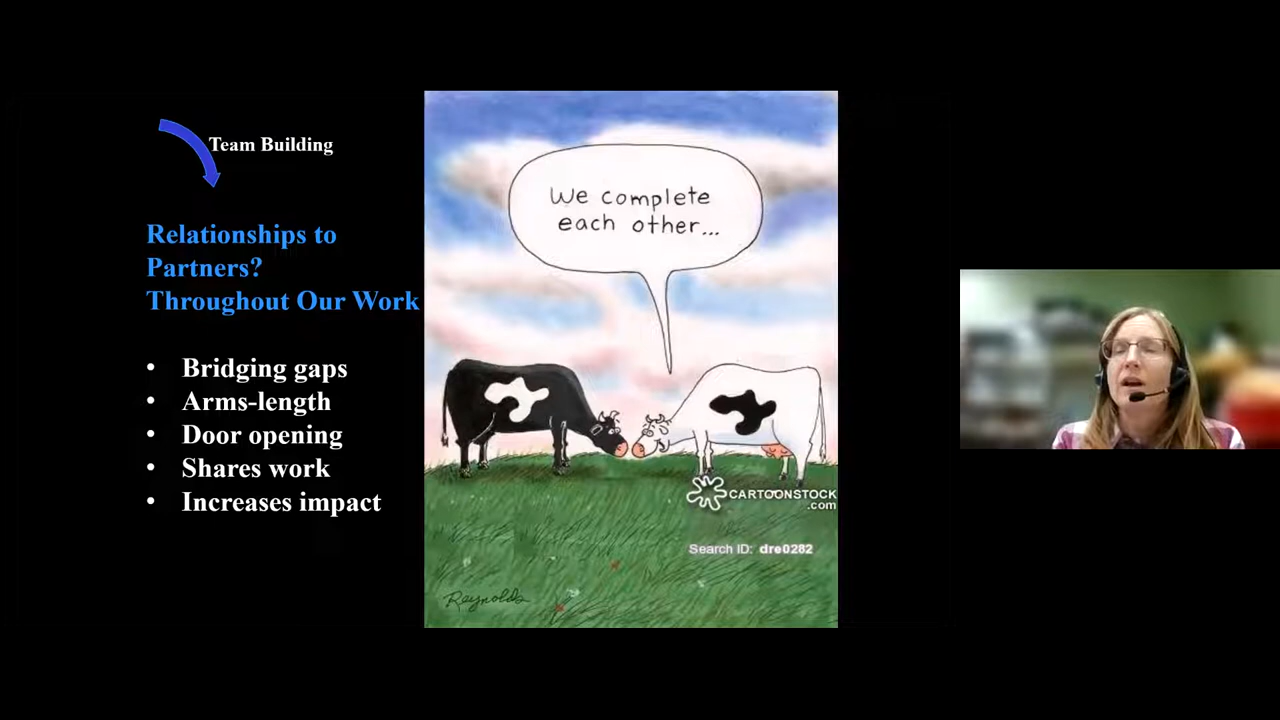 Team Building
Relationships to
Partners?
Throughout Our Work
• Bridging gaps
• Arms-length
• Door opening
• Shares work
• Increases impact
We complete
each other...
CARTOONSTOCK
.com
Search ID: dre0282
Reynolds